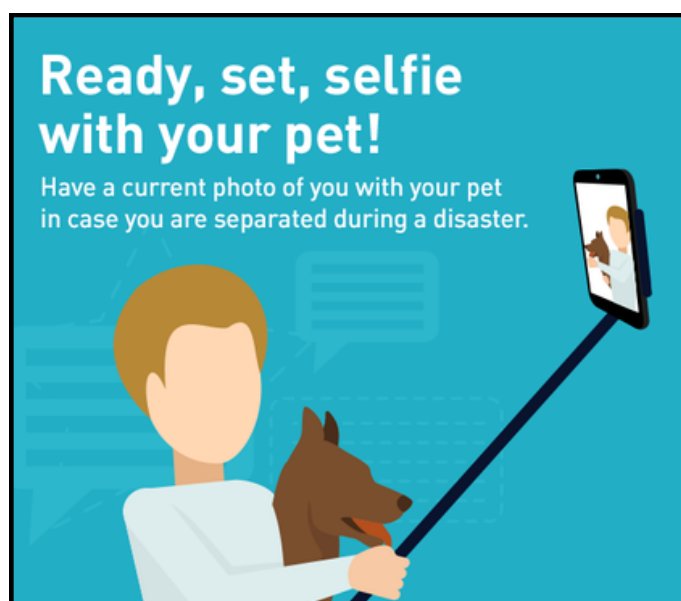 Ready, set, selfie
with your pet!
Have a current photo of you with your pet
in case you are separated during a disaster.